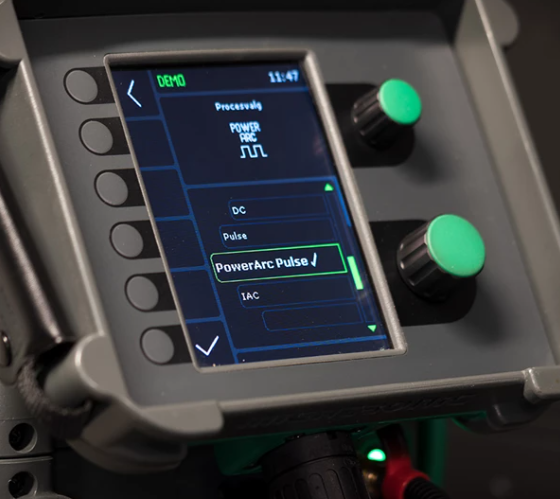 DEMO 11:47
Procesvalg
POWER
ARC
DC
Pulse
PowerArc Pulse
IAC